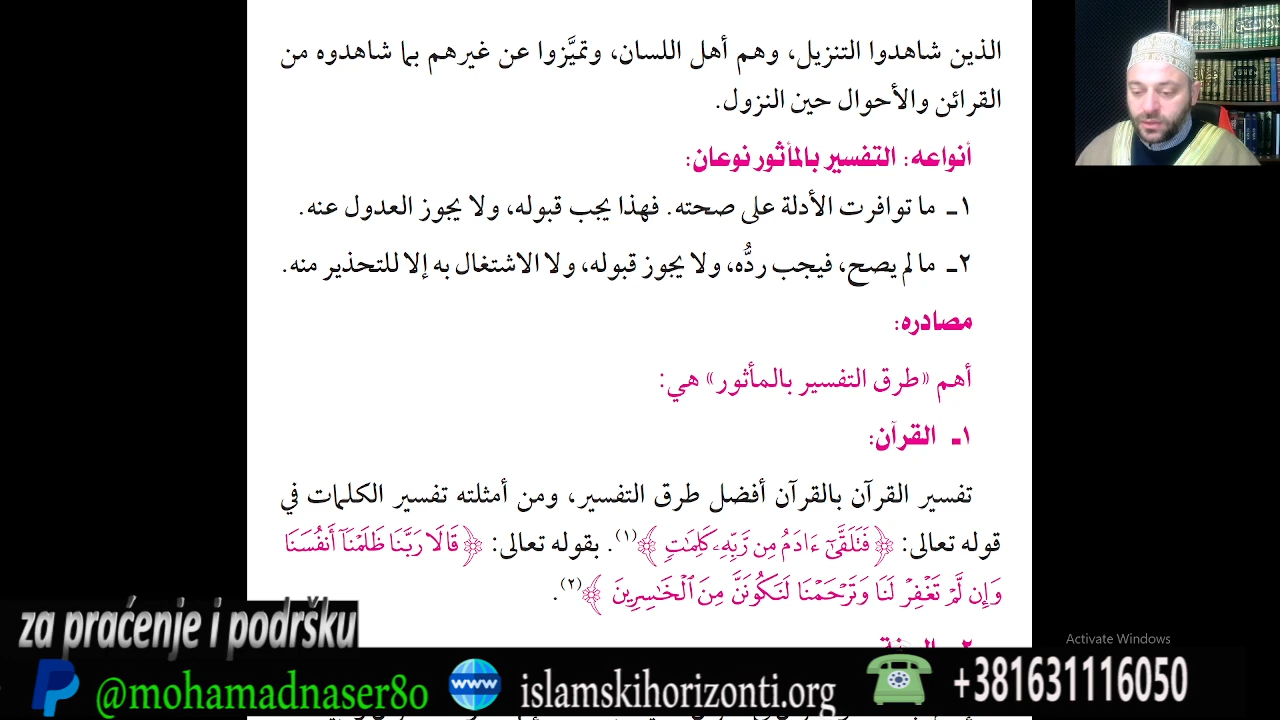 الذين شاهدوا التنزيل، وهم أهل اللسان، وتميَّزوا عن غيرهم بما شاهدوه من
القرائن والأحوال حين النزول.
أنواعه: التفسير بالمأثور نوعان:
١ـ ما توافرت الأدلة على صحته. فهذا يجب قبوله، ولا يجوز العدول عنه.
٢ـ ما لم يصح، فيجب ردُّه، ولا يجوز قبوله، ولا الاشتغال به إلا للتحذير منه.
مصادره:
أهم «طرق التفسير بالمأثور» هي:
١ـ القرآن:
تفسير القرآن بالقرآن أفضل طرق التفسير، ومن أمثلته تفسير الكلمات في
قوله تعالى: ﴿فَتَلَقَّىٰٓ ءَادَمُ مِن رَّبِّهِۦ كَلِمَٰتٍ﴾(١). بقوله تعالى: ﴿قَالَا رَبَّنَا ظَلَمْنَآ أَنفُسَنَا
وَإِن لَّمْ تَغْفِرْ لَنَا وَتَرْحَمْنَا لَنَكُونَنَّ مِنَ ٱلْخَٰسِرِينَ﴾(٢).
za praćenje i podršku
Activate Windows
@mohamadnaser80
www
islamskihorizonti.org
+381631116050